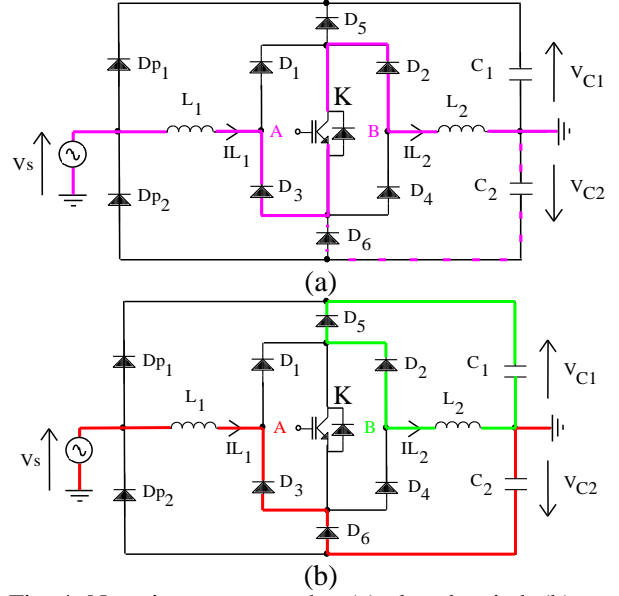 D5
Dp1
D1
D2
C1
VC1
L1
K
L2
A
B
Vs
IL1
IL2
Dp2
D3
D4
C2
VC2
D6
(a)
D5
Dp1
D1
D2
C1
VC1
L1
K
L2
A
B
Vs
IL1
IL2
Dp2
D3
D4
C2
VC2
D6
(b)